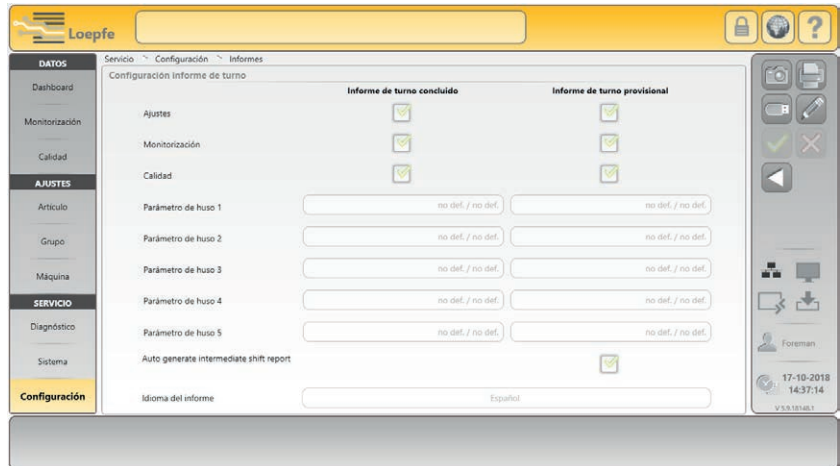 Loepfe
?
DATOS
Dashboard
Monitorización
Calidad
AJUSTES
Artículo
Grupo
Máquina
SERVICIO
Diagnóstico
Sistema
Configuración
Servicio > Configuración > Informes
Configuración informe de turno
Informe de turno concluido Informe de turno provisional
Ajustes
Monitorización
Calidad
Parámetro de huso 1 no def. / no def. no def. / no def.
Parámetro de huso 2 no def. / no def. no def. / no def.
Parámetro de huso 3 no def. / no def. no def. / no def.
Parámetro de huso 4 no def. / no def. no def. / no def.
Parámetro de huso 5 no def. / no def. no def. / no def.
Auto generate intermediate shift report
Idioma del informe Español
Foreman
17-10-2018
14:37:14